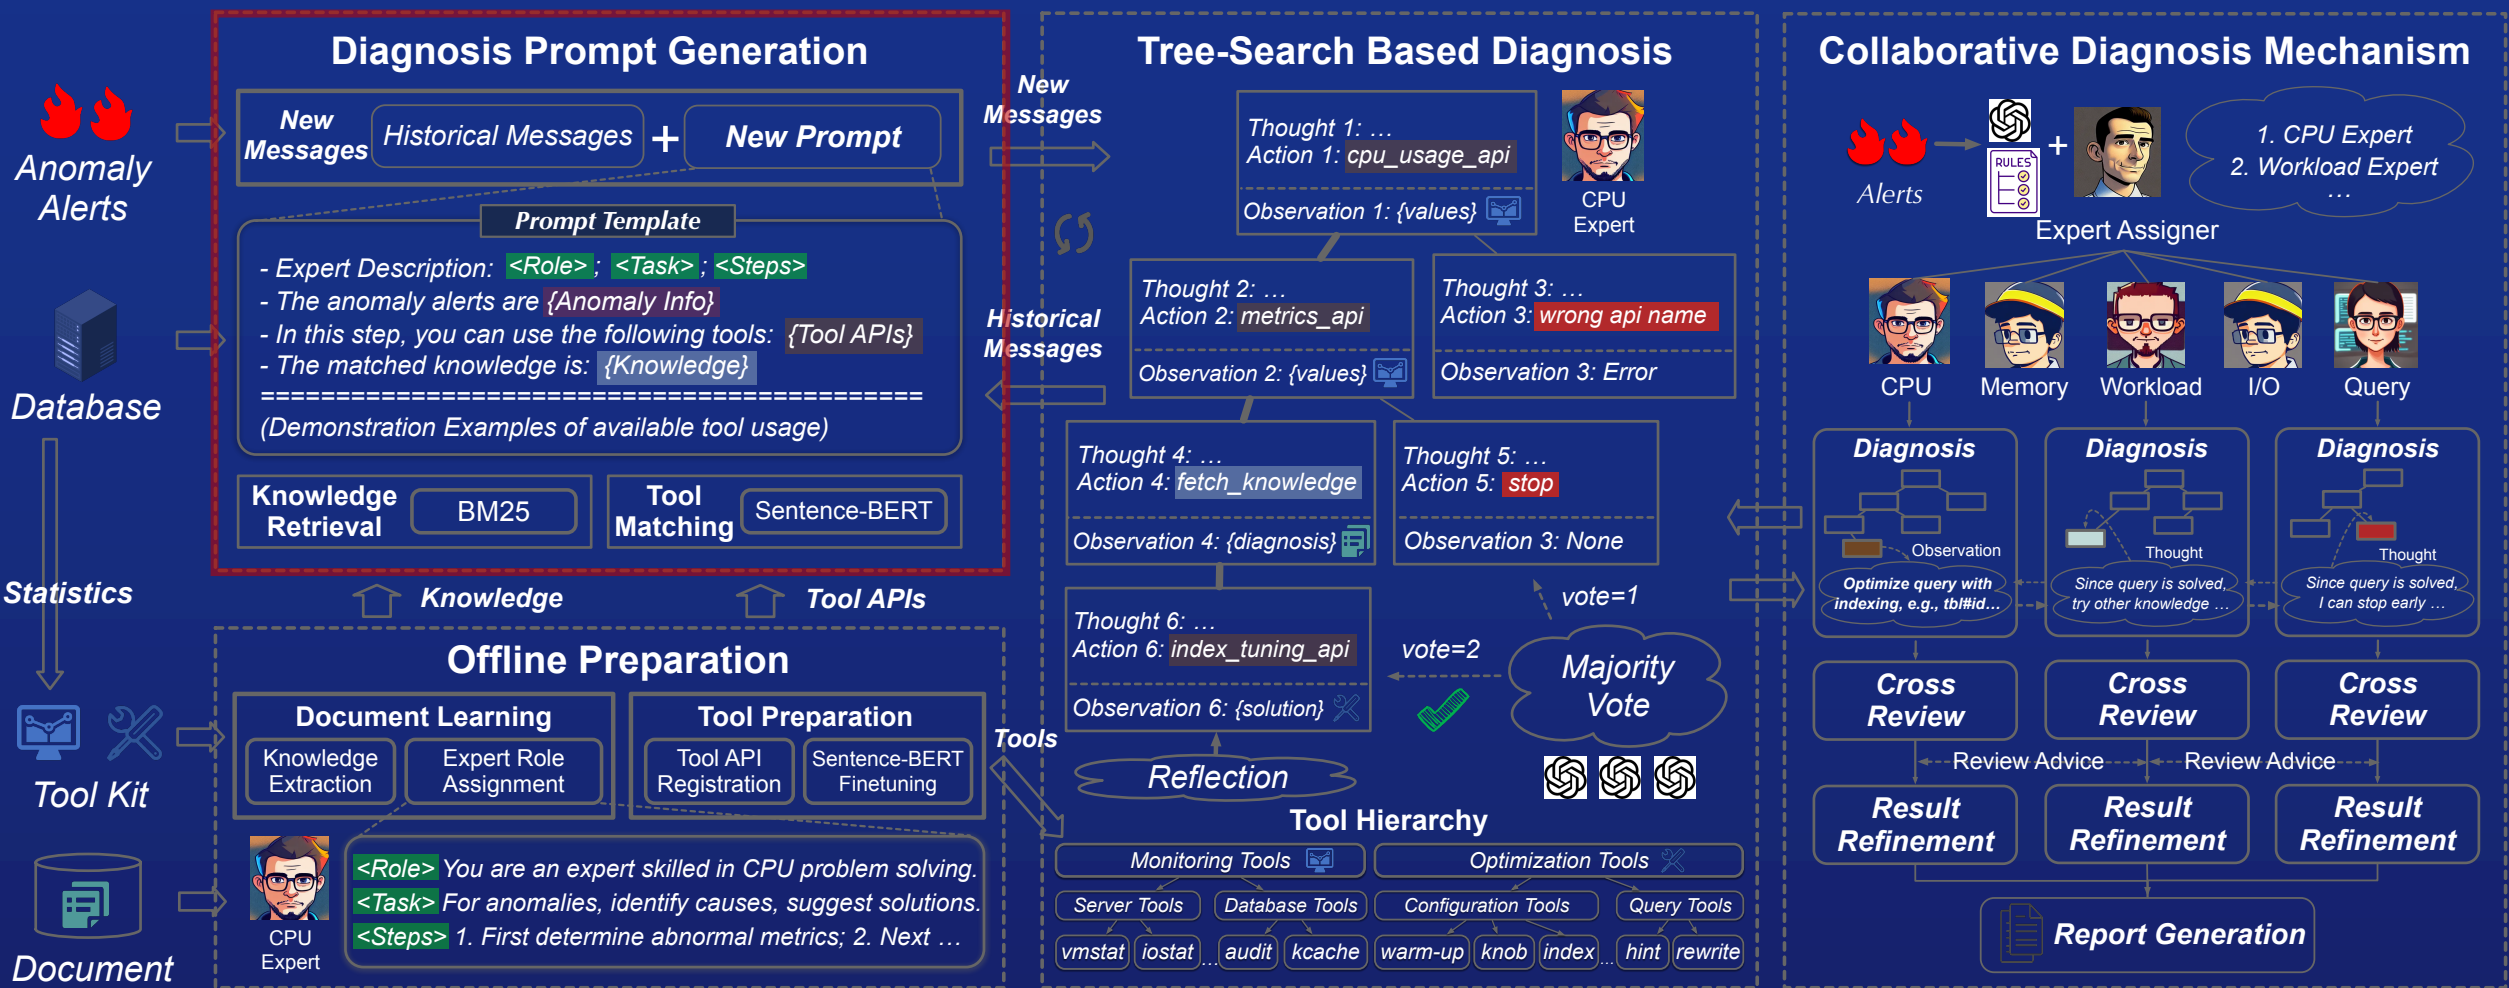 Anomaly
Alerts
Database
Statistics
Tool Kit
Document
Diagnosis Prompt Generation
New
Messages
Historical Messages
+
New Prompt
Prompt Template
- Expert Description: <Role> ; <Task> ; <Steps>
- The anomaly alerts are {Anomaly Info}
- In this step, you can use the following tools: {Tool APIs}
- The matched knowledge is: {Knowledge}
============================================
(Demonstration Examples of available tool usage)
Knowledge
Retrieval
BM25
Tool
Matching
Sentence-BERT
Knowledge
Tool APIs
Offline Preparation
Document Learning
Knowledge
Extraction
Expert Role
Assignment
Tool Preparation
Tool API
Registration
Sentence-BERT
Finetuning
CPU
Expert
<Role> You are an expert skilled in CPU problem solving.
<Task> For anomalies, identify causes, suggest solutions.
<Steps> 1. First determine abnormal metrics; 2. Next …
New
Messages
Historical
Messages
Tools
Tree-Search Based Diagnosis
Thought 1: …
Action 1: cpu_usage_api
Observation 1: {values}
CPU
Expert
Thought 2: …
Action 2: metrics_api
Observation 2: {values}
Thought 3: …
Action 3: wrong api name
Observation 3: Error
Thought 4: …
Action 4: fetch_knowledge
Observation 4: {diagnosis}
Thought 5: …
Action 5: stop
Observation 3: None
Thought 6: …
Action 6: index_tuning_api
Observation 6: {solution}
vote=1
vote=2
Majority
Vote
Reflection
Tool Hierarchy
Monitoring Tools
Optimization Tools
Server Tools
Database Tools
Configuration Tools
Query Tools
vmstat
iostat
...
audit
kcache
warm-up
knob
index
...
hint
rewrite
Collaborative Diagnosis Mechanism
Alerts
RULES
+
Expert Assigner
1. CPU Expert
2. Workload Expert
…
CPU
Memory
Workload
I/O
Query
Diagnosis
Observation
Optimize query with
indexing, e.g., tbl#id…
Diagnosis
Thought
Since query is solved,
try other knowledge …
Diagnosis
Thought
Since query is solved,
I can stop early …
Cross
Review
Cross
Review
Cross
Review
Review Advice
Review Advice
Result
Refinement
Result
Refinement
Result
Refinement
Report Generation